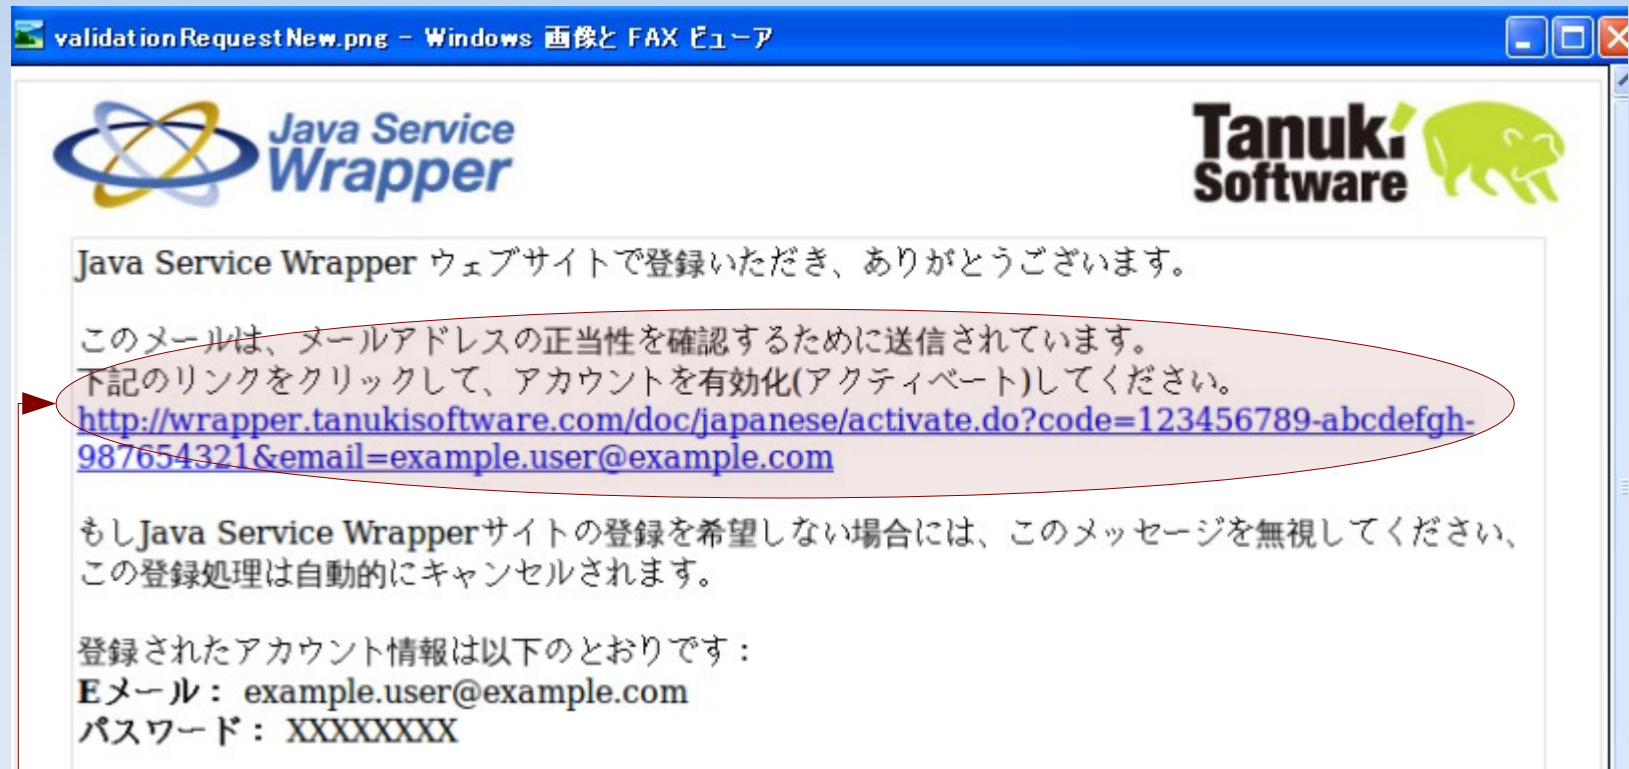 validationRequestNew.png - Windows 画像と FAX ビューア
Java Service
Wrapper
Tanuki
Software
Java Service Wrapper ウェブサイトで登録いただき、ありがとうございます。
このメールは、メールアドレスの正当性を確認するために送信されています。
下記のリンクをクリックして、アカウントを有効化(アクティベート)してください。
http://wrapper.tanukisoftware.com/doc/japanese/activate.do?code=123456789-abcdefgh-
987654321&email=example.user@example.com
もしJava Service Wrapperサイトの登録を希望しない場合には、このメッセージを無視してください、
この登録処理は自動的にキャンセルされます。
登録されたアカウント情報は以下のとおりです：
Eメール： example.user@example.com
パスワード： XXXXXXXX